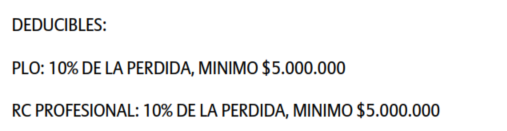 DEDUCIBLES:
PLO: 10% DE LA PERDIDA, MINIMO $5.000.000
RC PROFESIONAL: 10% DE LA PERDIDA, MINIMO $5.000.000